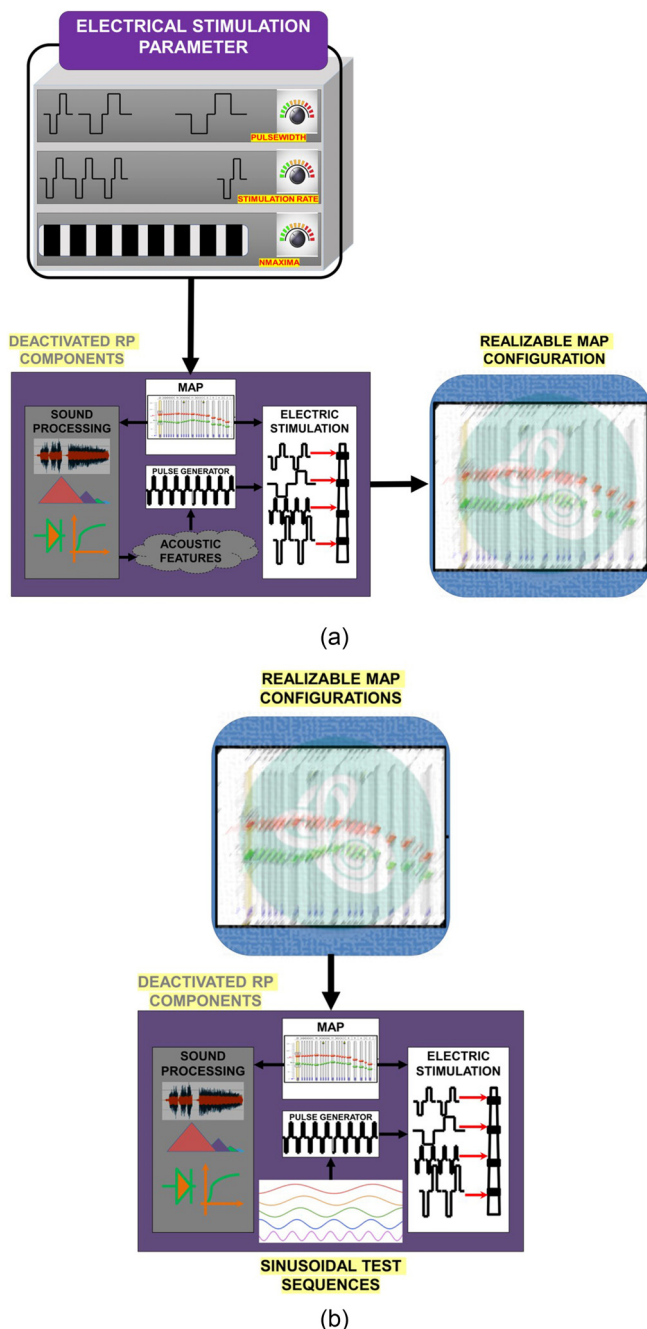 ELECTRICAL STIMULATION
PARAMETER
PULSEWIDTH
STIMULATION RATE
NMAXIMA
DEACTIVATED RP
COMPONENTS
REALIZABLE MAP
CONFIGURATION
MAP
SOUND
PROCESSING
ELECTRIC
STIMULATION
PULSE GENERATOR
ACOUSTIC
FEATURES
(a)
REALIZABLE MAP
CONFIGURATIONS
DEACTIVATED RP
COMPONENTS
MAP
SOUND
PROCESSING
ELECTRIC
STIMULATION
PULSE GENERATOR
SINUSOIDAL TEST
SEQUENCES
(b)